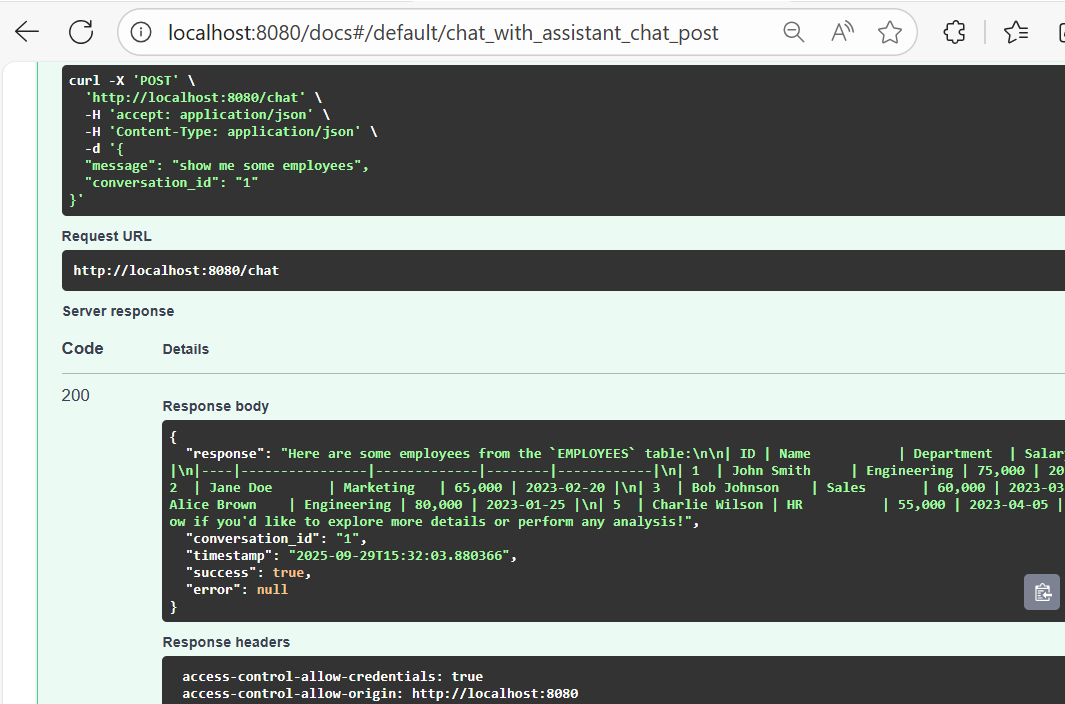 localhost:8080/docs#/default/chat_with_assistant_chat_post
curl -X 'POST' \
  'http://localhost:8080/chat' \
  -H 'accept: application/json' \
  -H 'Content-Type: application/json' \
  -d '{
  "message": "show me some employees",
  "conversation_id": "1"
}'
Request URL
http://localhost:8080/chat
Server response
Code Details
200
Response body
{
  "response": "Here are some employees from the `EMPLOYEES` table:\n\n| ID | Name           | Department  | Salar
|\n|----|----------------|-------------|--------|------------|\n| 1  | John Smith     | Engineering | 75,000 | 20
2  | Jane Doe       | Marketing   | 65,000 | 2023-02-20 |\n| 3  | Bob Johnson    | Sales       | 60,000 | 2023-03
Alice Brown    | Engineering | 80,000 | 2023-01-25 |\n| 5  | Charlie Wilson | HR          | 55,000 | 2023-04-05 |
ow if you'd like to explore more details or perform any analysis!",
  "conversation_id": "1",
  "timestamp": "2025-09-29T15:32:03.880366",
  "success": true,
  "error": null
}
Response headers
access-control-allow-credentials: true
access-control-allow-origin: http://localhost:8080